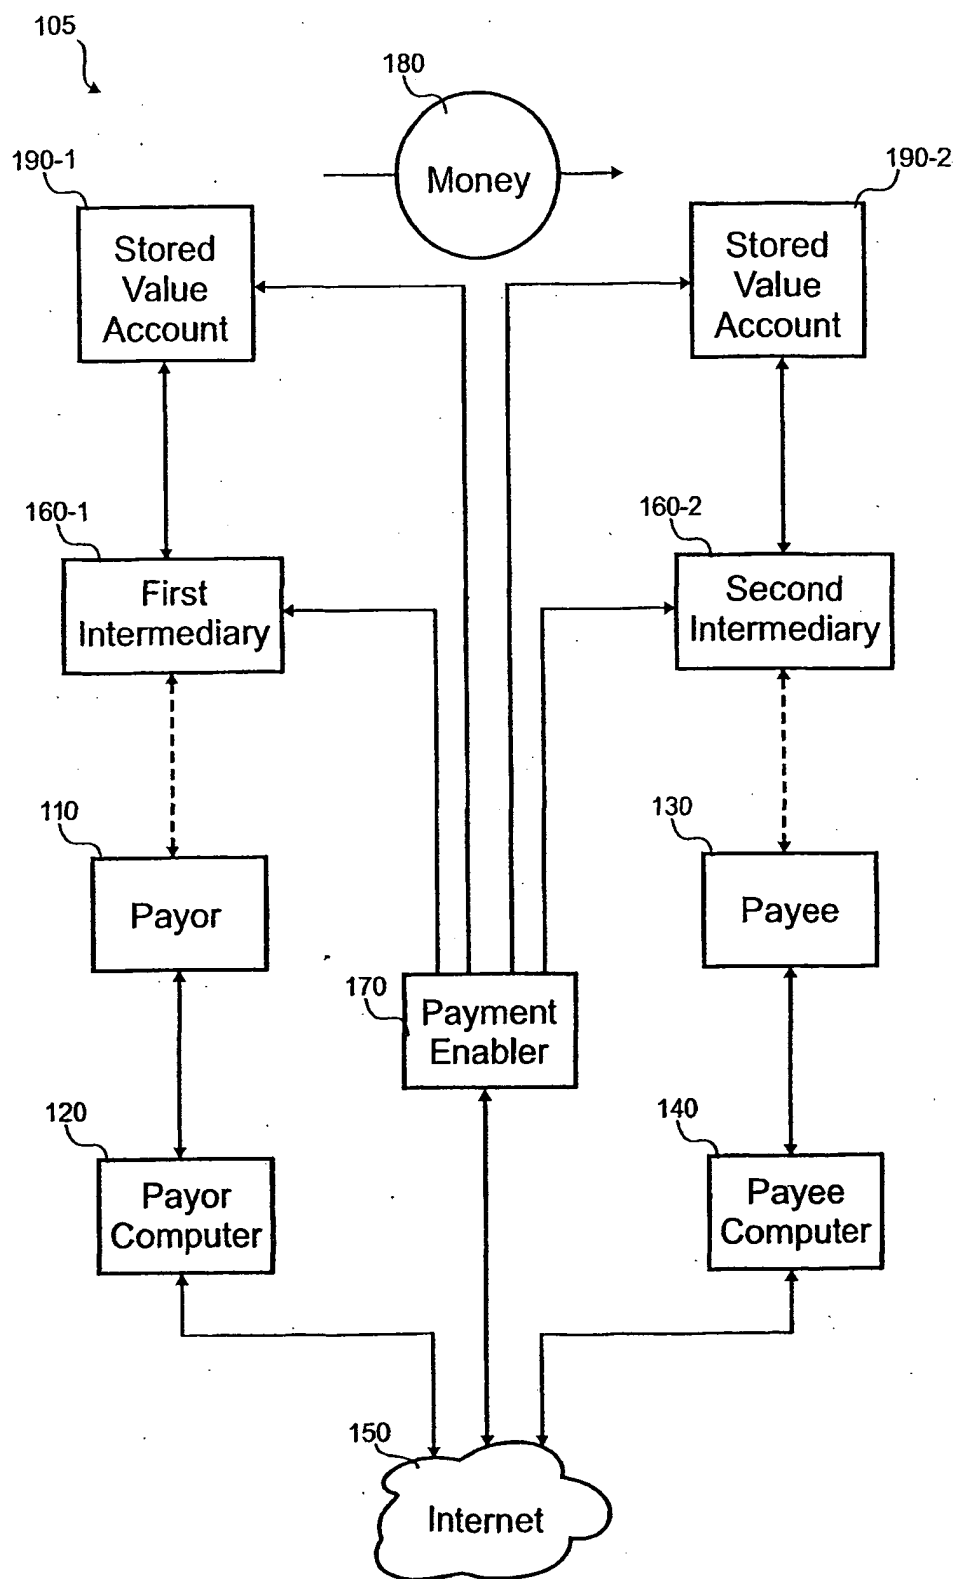 105
180
Money
190-1
Stored
Value
Account
190-2
Stored
Value
Account
160-1
First
Intermediary
160-2
Second
Intermediary
110
Payor
130
Payee
170
Payment
Enabler
120
Payor
Computer
140
Payee
Computer
150
Internet